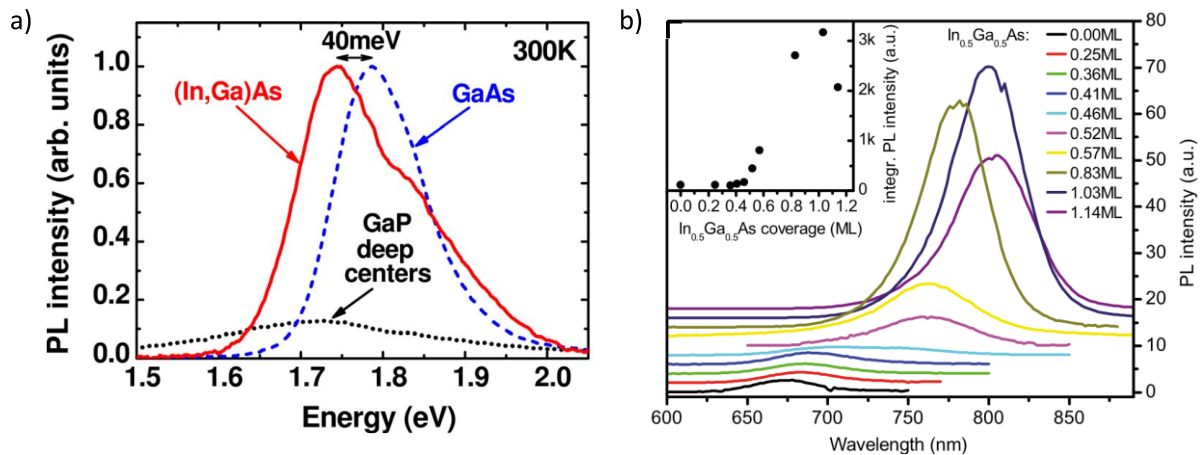 a)
40meV
300K
(In,Ga)As
GaAs
GaP
deep
centers
PL intensity (arb. units)
1.0
0.8
0.6
0.4
0.2
0.0
1.5 1.6 1.7 1.8 1.9 2.0
Energy (eV)
b)
In0.5Ga0.5As:
0.00ML
0.25ML
0.36ML
0.41ML
0.46ML
0.52ML
0.57ML
0.83ML
1.03ML
1.14ML
3k
2k
1k
0
integr. PL intensity (a.u.)
0.0 0.2 0.4 0.6 0.8 1.0 1.2
In0.5Ga0.5As coverage (ML)
80
70
60
50
40
30
20
10
0
PL intensity (a.u.)
600 650 700 750 800 850
Wavelength (nm)